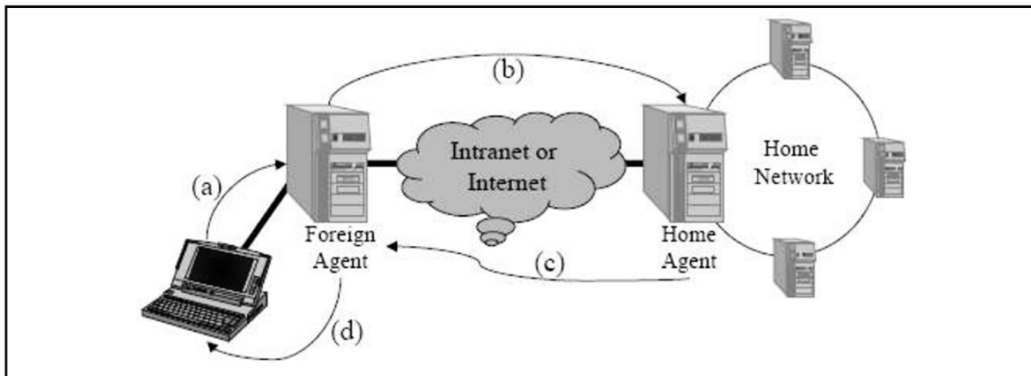 (b)
Intranet or
Internet
Home
Network
(a)
Foreign
Agent
Home
Agent
(c)
(d)